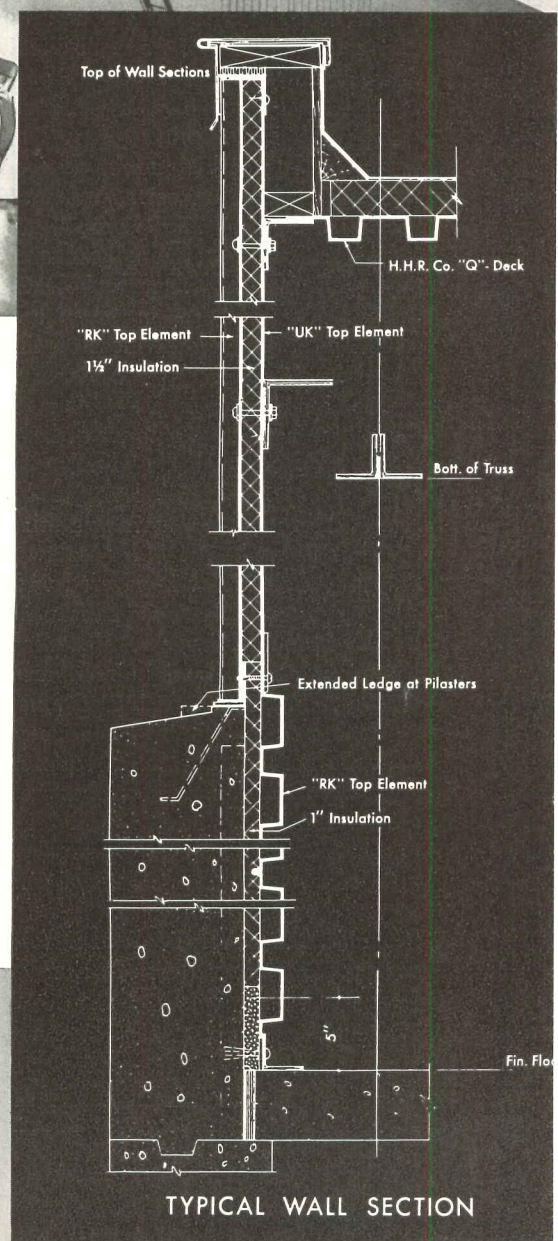 Top of Wall Sections
H.H.R. Co. "Q"- Deck
"RK" Top Element
"UK" Top Element
1½" Insulation
Bott. of Truss
Extended Ledge at Pilasters
"RK" Top Element
1" Insulation
5"
Fin. Floo
TYPICAL WALL SECTION